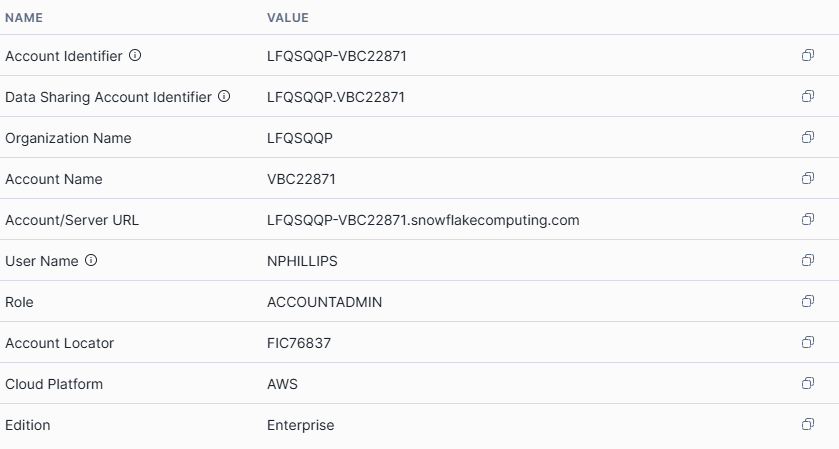 NAME VALUE
Account Identifier LFQSQQP-VBC22871
Data Sharing Account Identifier LFQSQQP.VBC22871
Organization Name LFQSQQP
Account Name VBC22871
Account/Server URL LFQSQQP-VBC22871.snowflakecomputing.com
User Name NPHILLIPS
Role ACCOUNTADMIN
Account Locator FIC76837
Cloud Platform AWS
Edition Enterprise